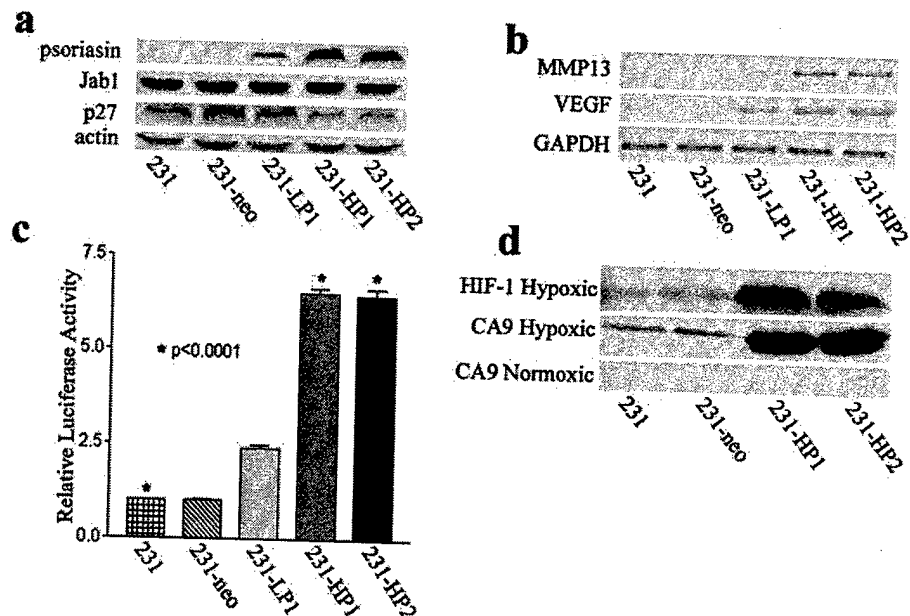 a
psoriasin
Jab1
p27
actin
231
231-neo
231-LP1
231-HP1
231-HP2
b
MMP13
VEGF
GAPDH
231
231-neo
231-LP1
231-HP1
231-HP2
c
Relative Luciferase Activity
7.5
5.0
2.5
0.0
* p<0.0001
*
*
*
231
231-neo
231-LP1
231-HP1
231-HP2
d
HIF-1 Hypoxic
CA9 Hypoxic
CA9 Normoxic
231
231-neo
231-HP1
231-HP2